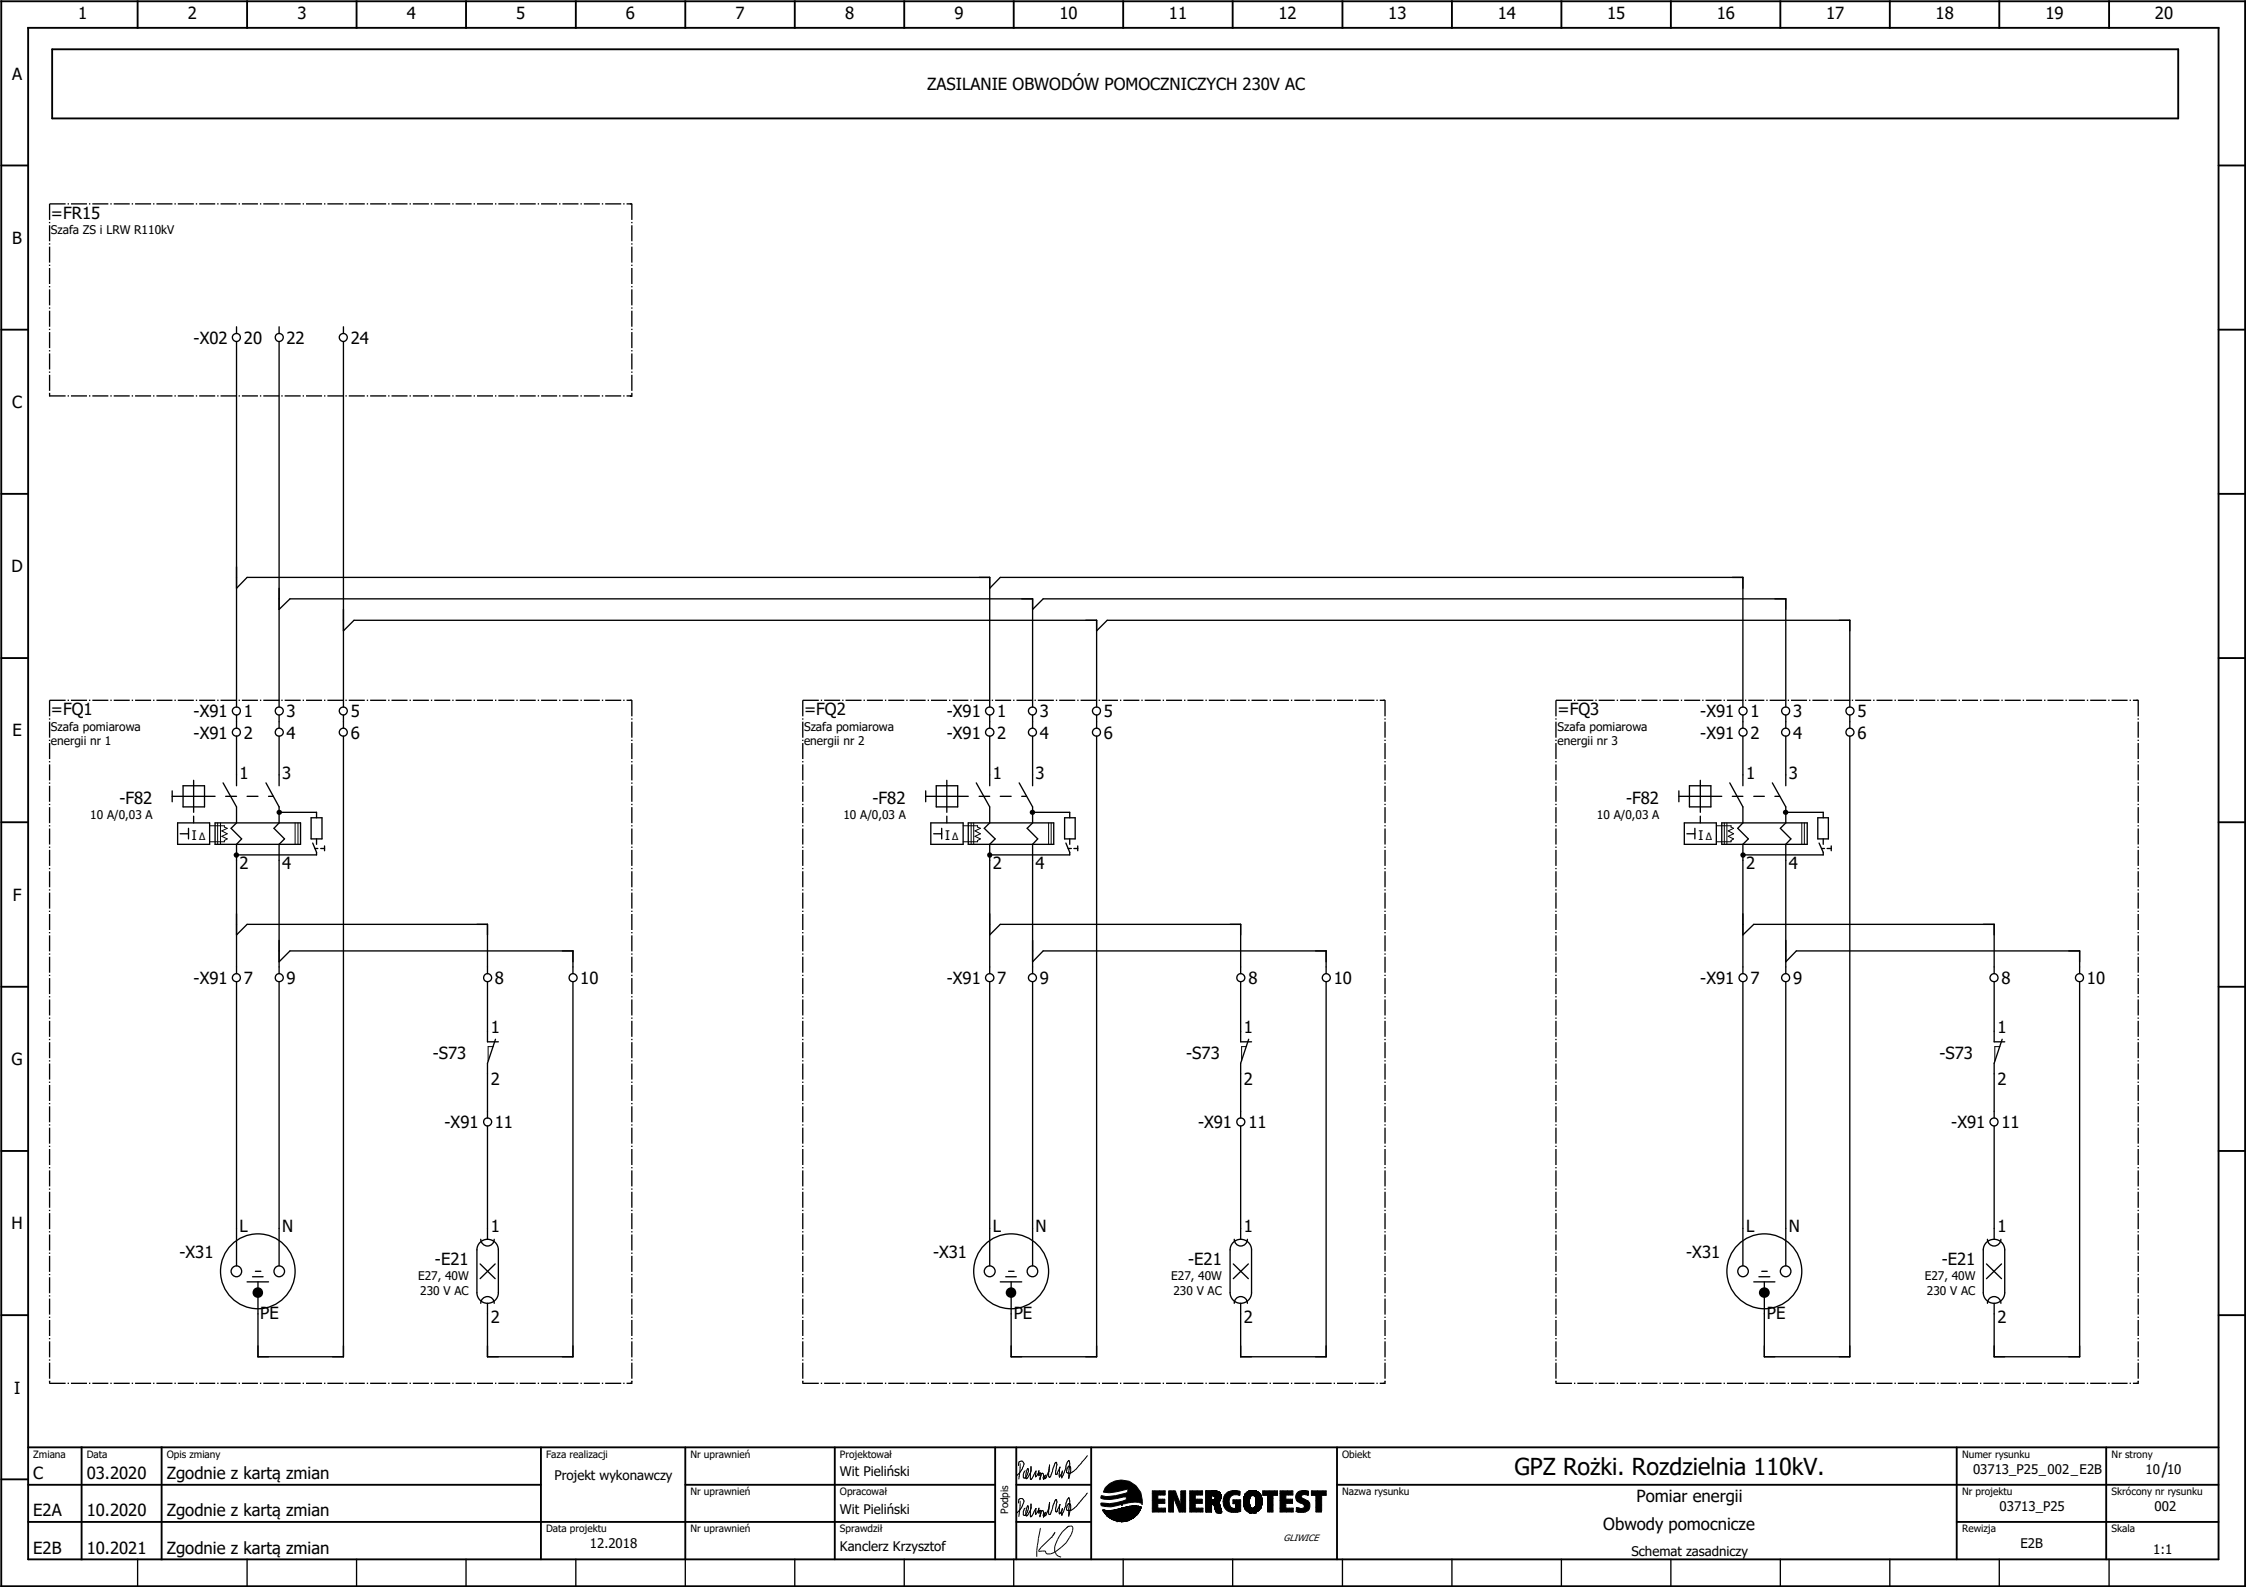 1 2 3 4 5 6 7 8 9 10 11 12 13 14 15 16 17 18 19 20
A
ZASILANIE OBWODÓW POMOCZNICZYCH 230V AC
=FR15
Szafa ZS i LRW R110kV
B
-X02 20 22 24
C
D
=FQ1
Szafa pomiarowa
energii nr 1
-X91 1 3 5
-X91 2 4 6
1 3
-F82
10 A/0,03 A
I Δ
2 4
-X91 7 9 8 10
1
-S73
2
-X91 11
L N
-X31
PE
1
-E21
E27, 40W
230 V AC
2
=FQ2
Szafa pomiarowa
energii nr 2
-X91 1 3 5
-X91 2 4 6
1 3
-F82
10 A/0,03 A
I Δ
2 4
-X91 7 9 8 10
1
-S73
2
-X91 11
L N
-X31
PE
1
-E21
E27, 40W
230 V AC
2
=FQ3
Szafa pomiarowa
energii nr 3
-X91 1 3 5
-X91 2 4 6
1 3
-F82
10 A/0,03 A
I Δ
2 4
-X91 7 9 8 10
1
-S73
2
-X91 11
L N
-X31
PE
1
-E21
E27, 40W
230 V AC
2
E
F
G
H
I
Zmiana Data Opis zmiany
C 03.2020 Zgodnie z kartą zmian
E2A 10.2020 Zgodnie z kartą zmian
E2B 10.2021 Zgodnie z kartą zmian
Faza realizacji
Projekt wykonawczy
Data projektu
12.2018
Nr uprawnień
Nr uprawnień
Nr uprawnień
Projektował
Wit Pieliński
Opracował
Wit Pieliński
Sprawdził
Kanclerz Krzysztof
Podpis
ENERGOTEST
GLIWICE
Obiekt
GPZ Rożki. Rozdzielnia 110kV.
Nazwa rysunku
Pomiar energii
Obwody pomocnicze
Schemat zasadniczy
Numer rysunku
03713_P25_002_E2B
Nr strony
10/10
Nr projektu
03713_P25
Skrócony nr rysunku
002
Rewizja
E2B
Skala
1:1